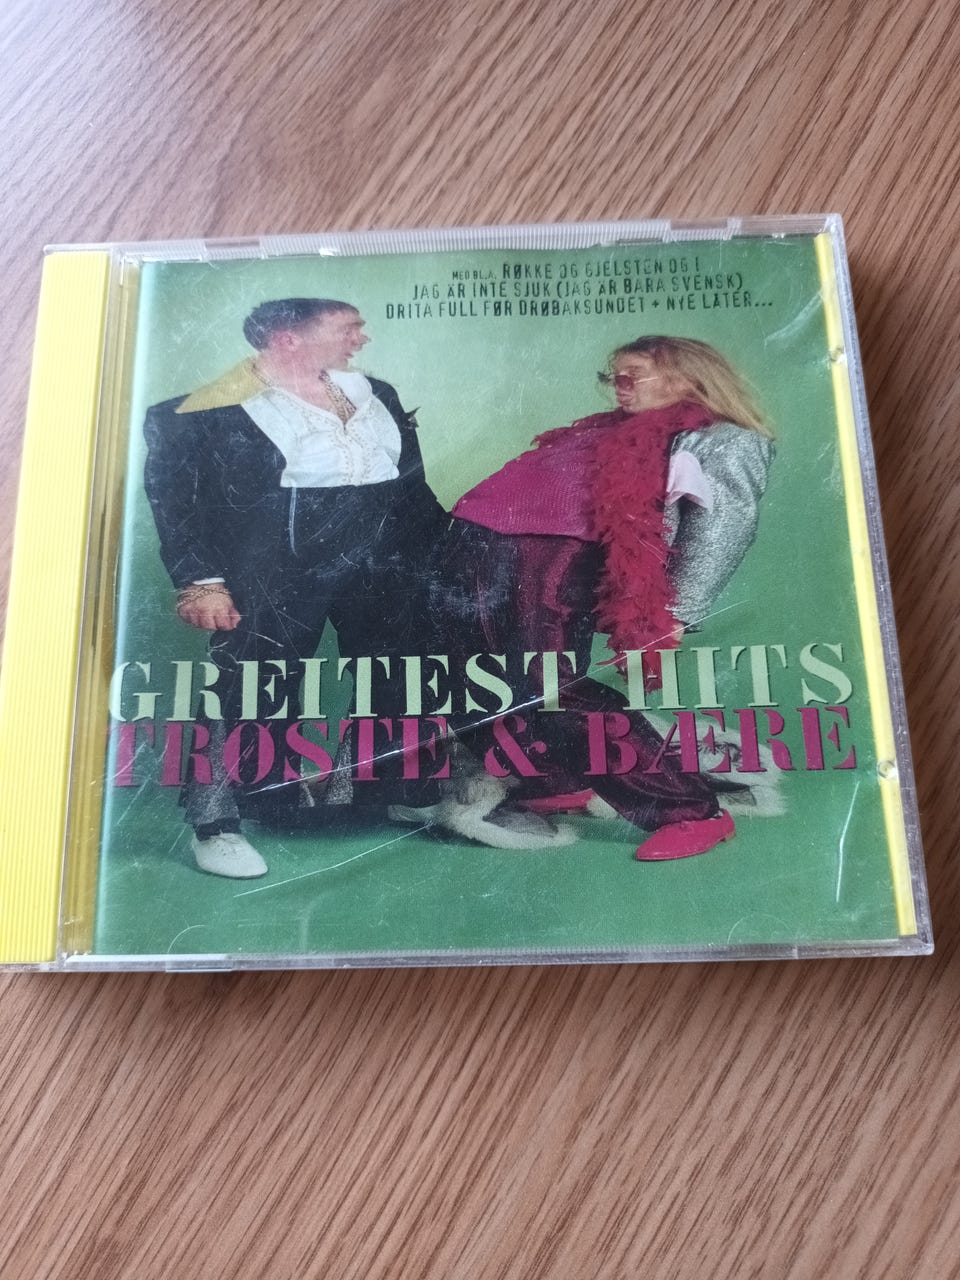 MED BL.A. RØKKE OG GJELSTEN OG I
JAG ÄR INTE SJUK (JAG ÄR BARA SVENSK)
DRITA FULL FØR DRØBAKSUNDET + NYE LÅTER...
GREITEST HITS
TRØSTE & BÆRE